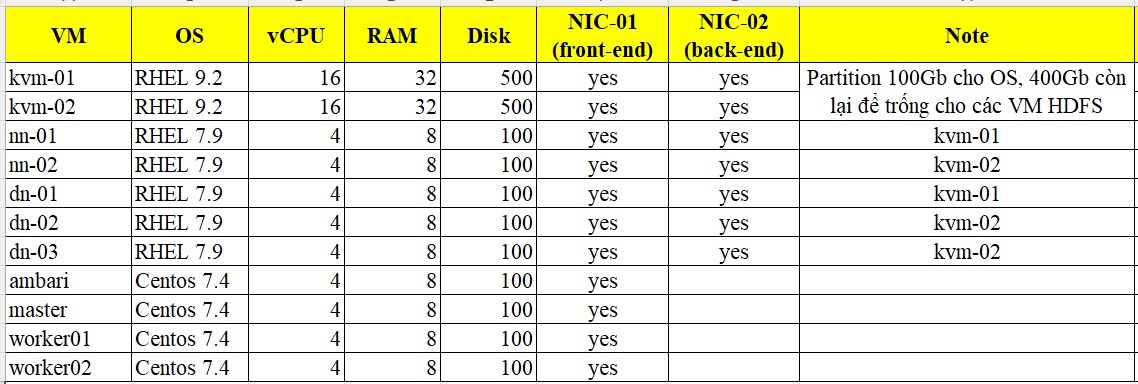 VM OS vCPU RAM Disk NIC-01 (front-end) NIC-02 (back-end) Note
kvm-01 RHEL 9.2 16 32 500 yes yes Partition 100Gb cho OS, 400Gb còn
kvm-02 RHEL 9.2 16 32 500 yes yes lại để trống cho các VM HDFS
nn-01 RHEL 7.9 4 8 100 yes yes kvm-01
nn-02 RHEL 7.9 4 8 100 yes yes kvm-02
dn-01 RHEL 7.9 4 8 100 yes yes kvm-01
dn-02 RHEL 7.9 4 8 100 yes yes kvm-02
dn-03 RHEL 7.9 4 8 100 yes yes kvm-02
ambari Centos 7.4 4 8 100 yes
master Centos 7.4 4 8 100 yes
worker01 Centos 7.4 4 8 100 yes
worker02 Centos 7.4 4 8 100 yes